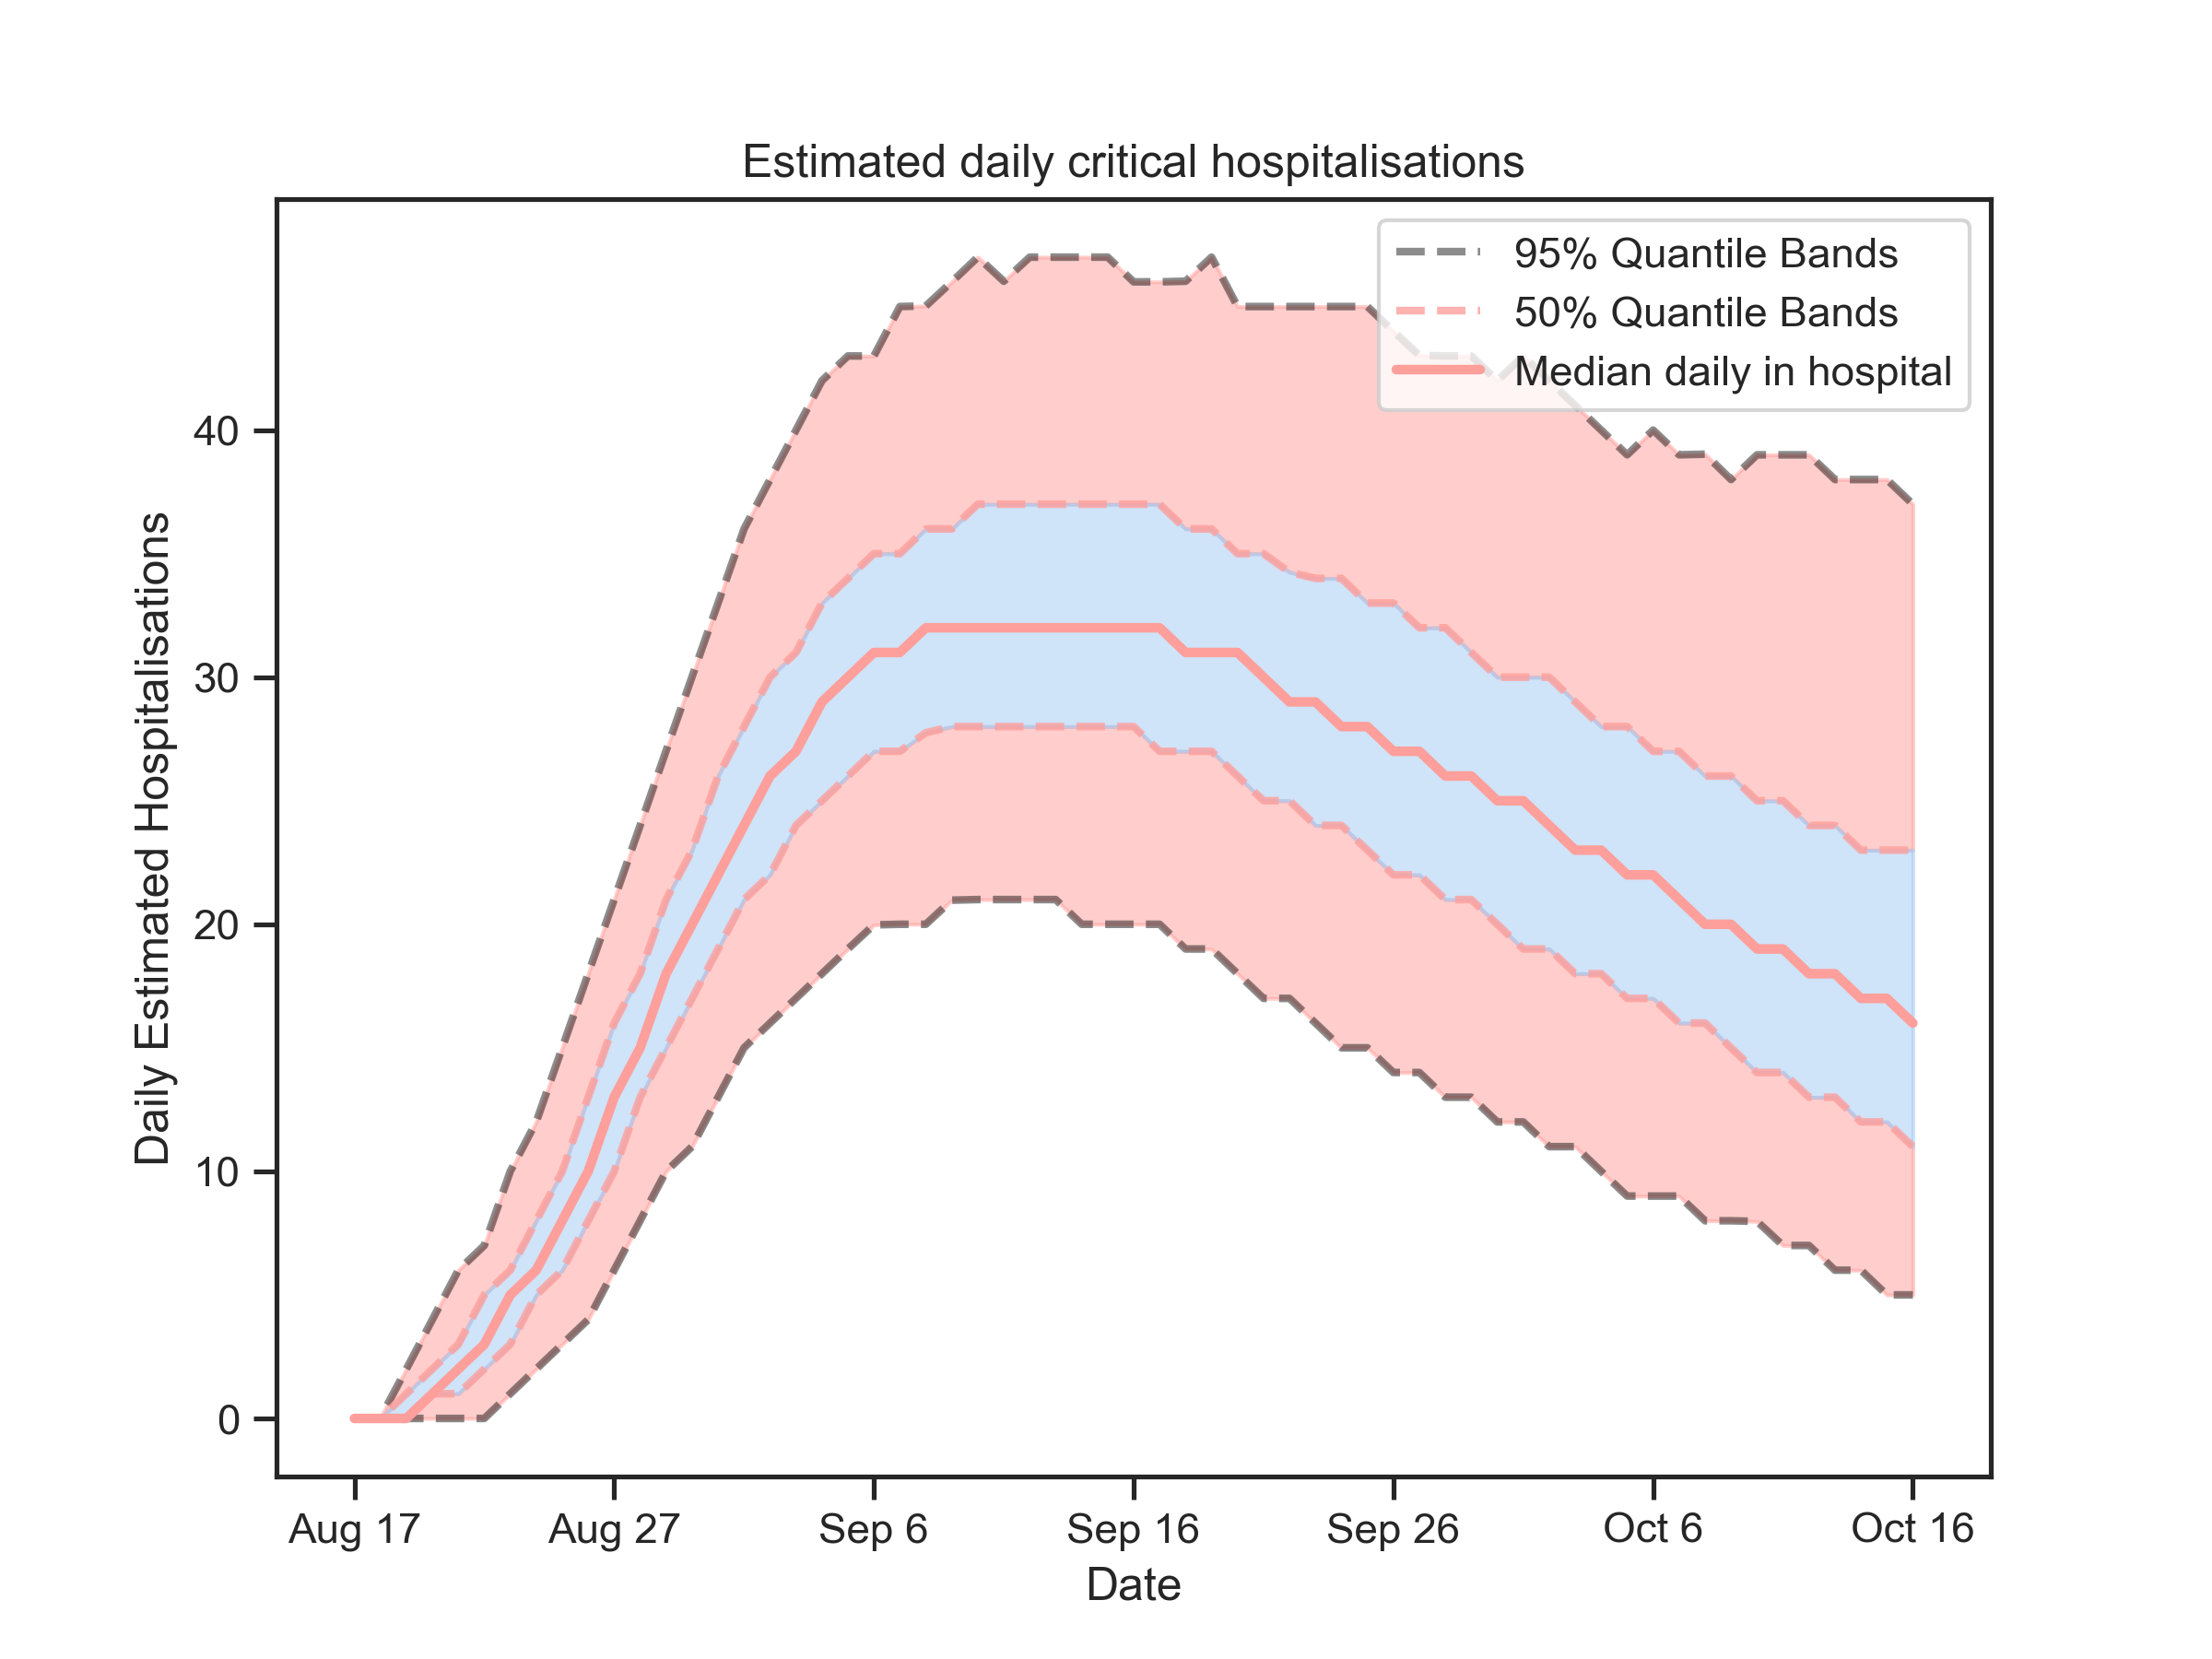 Estimated daily critical hospitalisations
95% Quantile Bands
50% Quantile Bands
Median daily in hospital
Daily Estimated Hospitalisations
40
30
20
10
0
Aug 17 Aug 27 Sep 6 Sep 16 Sep 26 Oct 6 Oct 16
Date